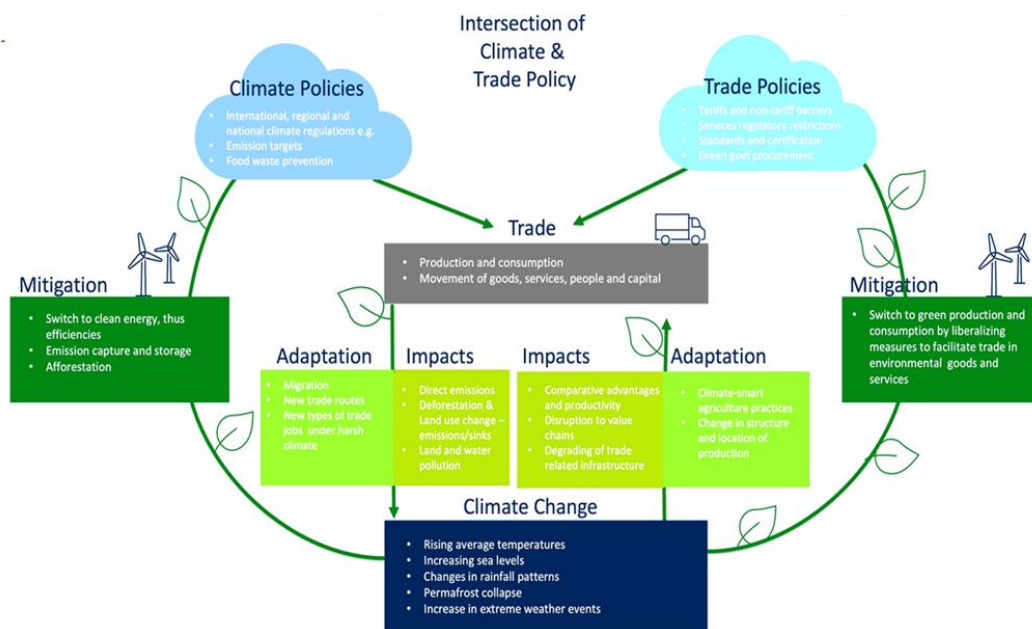 Intersection of
Climate &
Trade Policy
Climate Policies
• International, regional and
national climate regulations e.g.
• Emission targets
• Food waste prevention
Trade Policies
• Tariffs and non-tariff barriers
• Services regulatory restrictions
• Standards and certification
• Green govt procurement
Trade
• Production and consumption
• Movement of goods, services, people and capital
Mitigation
• Switch to clean energy, thus
efficiencies
• Emission capture and storage
• Afforestation
Adaptation
• Migration
• New trade routes
• New types of trade
jobs under harsh
climate
Impacts
• Direct emissions
• Deforestation &
Land use change –
emissions/sinks
• Land and water
pollution
Impacts
• Comparative advantages
and productivity
• Disruption to value
chains
• Degrading of trade
related infrastructure
Adaptation
• Climate-smart
agriculture practices
• Change in structure
and location of
production
Mitigation
• Switch to green production and
consumption by liberalizing
measures to facilitate trade in
environmental goods and
services
Climate Change
• Rising average temperatures
• Increasing sea levels
• Changes in rainfall patterns
• Permafrost collapse
• Increase in extreme weather events